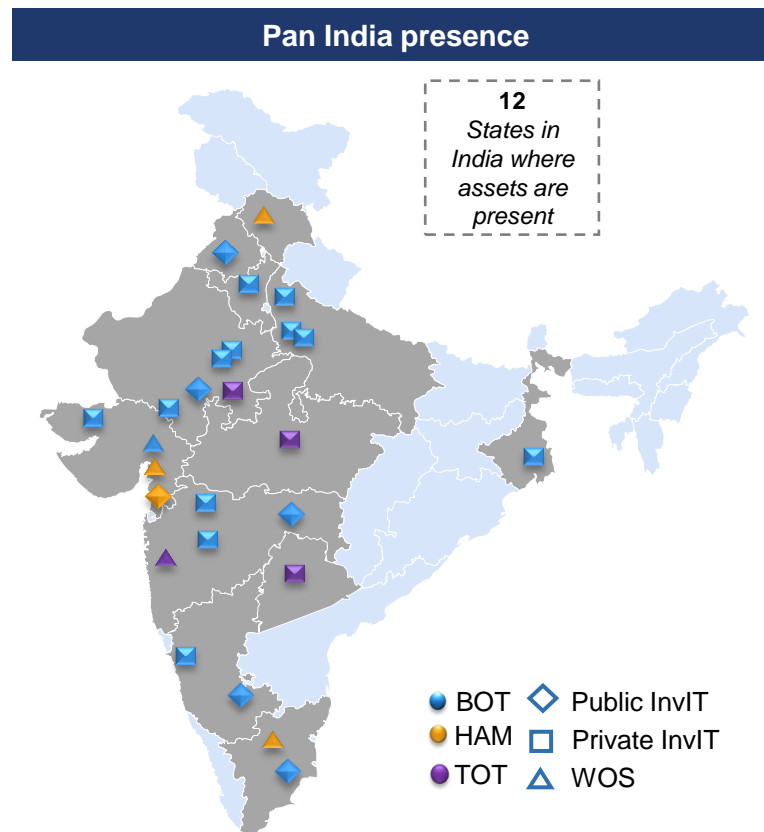 Pan India presence
12
States in
India where
assets are
present
BOT
Public InvIT
HAM
Private InvIT
TOT
WOS